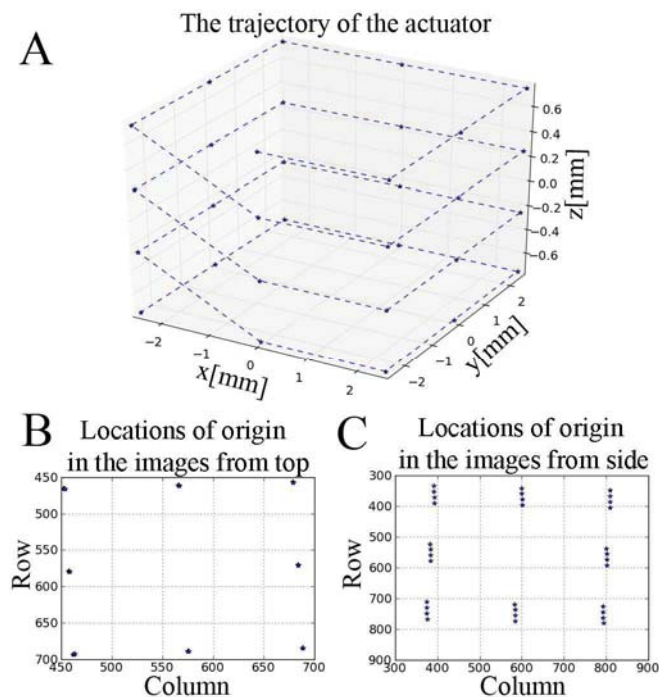 The trajectory of the actuator
A
0.6
0.4
0.2
0.0
−0.2
−0.4
−0.6
z[mm]
−2
−1
0
1
2
x[mm]
−2
−1
0
1
2
y[mm]
B
Locations of origin
in the images from top
450
500
550
600
650
700
Row
450 500 550 600 650 700
Column
C
Locations of origin
in the images from side
300
400
500
600
700
800
900
Row
300 400 500 600 700 800 900
Column